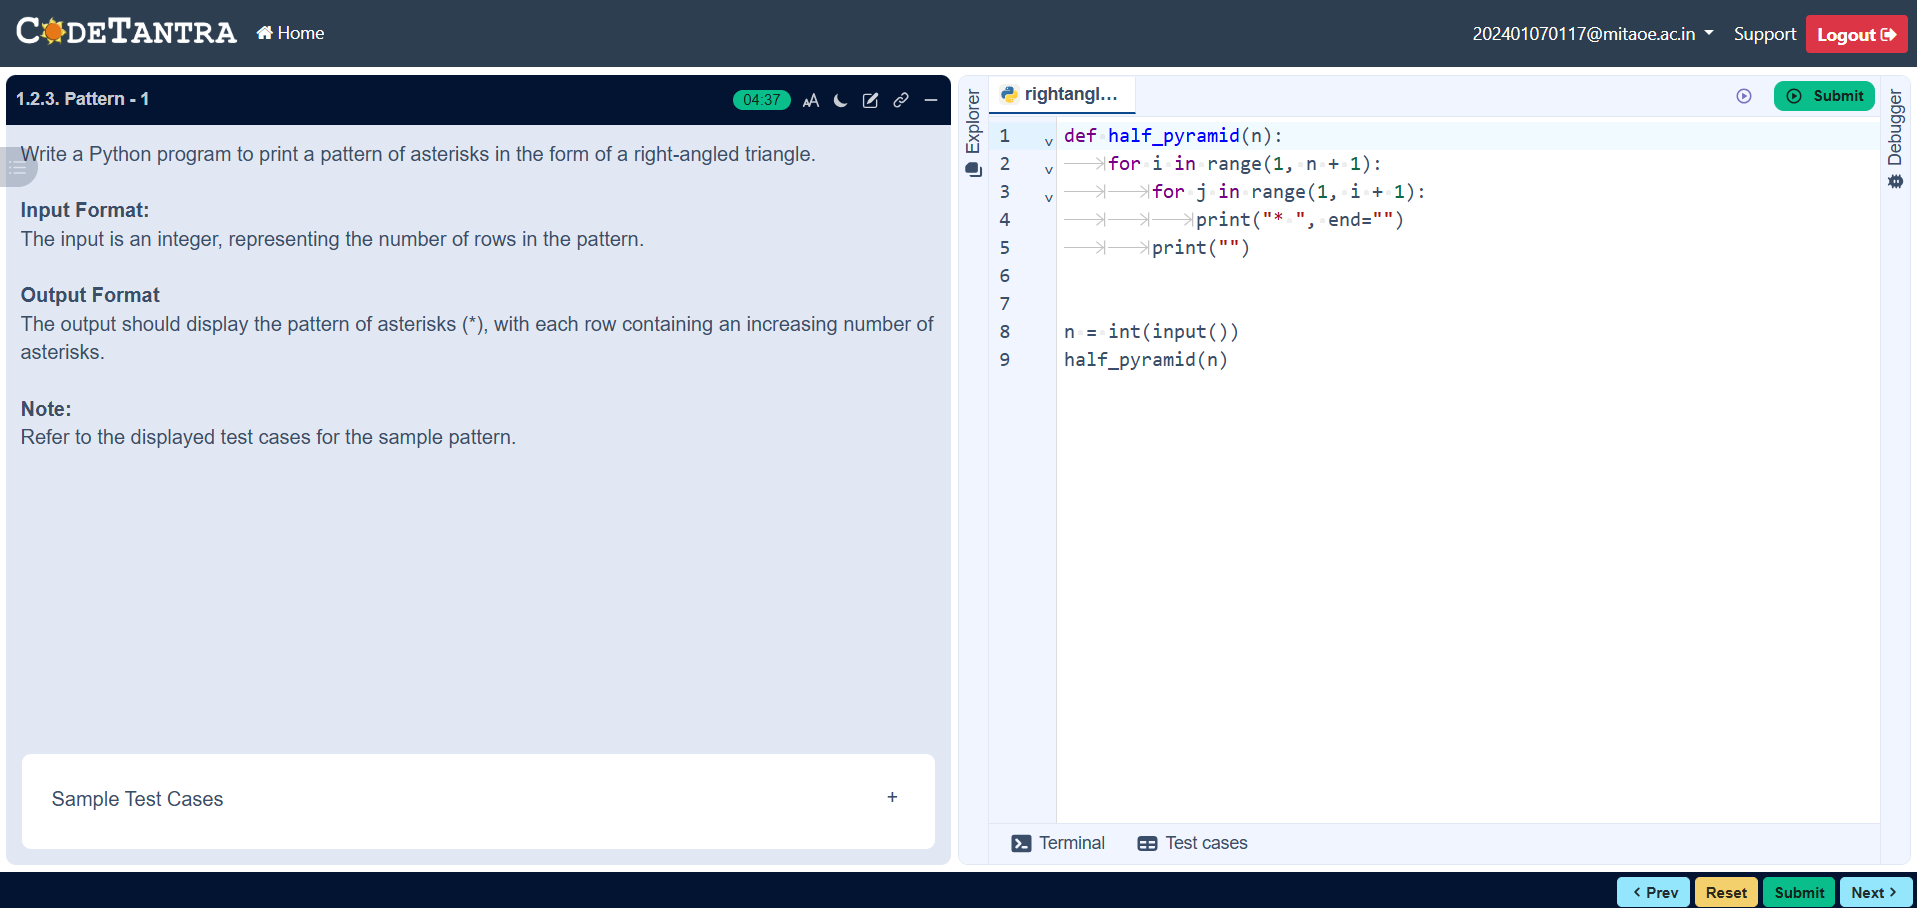 CODETANTRA
Home
202401070117@mitaoe.ac.in
Support
Logout
1.2.3. Pattern - 1
04:37
AA
Write a Python program to print a pattern of asterisks in the form of a right-angled triangle.
Input Format:
The input is an integer, representing the number of rows in the pattern.
Output Format
The output should display the pattern of asterisks (*), with each row containing an increasing number of
asterisks.
Note:
Refer to the displayed test cases for the sample pattern.
Sample Test Cases
+
Explorer
rightangl...
Submit
Debugger
1 def half_pyramid(n):
2 for i in range(1, n + 1):
3 for j in range(1, i + 1):
4 print("* ", end="")
5 print("")
6
7
8 n = int(input())
9 half_pyramid(n)
Terminal
Test cases
< Prev
Reset
Submit
Next >